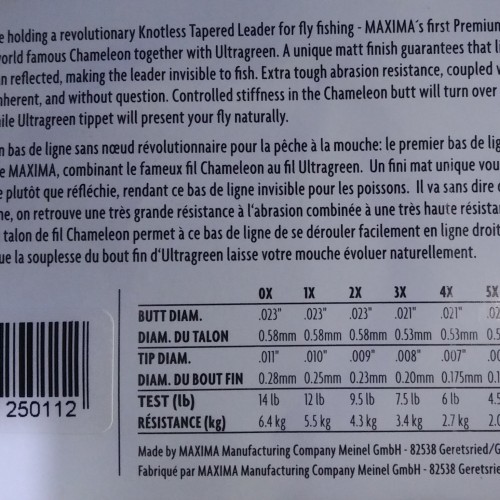 e holding a revolutionary Knotless Tapered Leader for fly fishing - MAXIMA´s first Premium
world famous Chameleon together with Ultragreen. A unique matt finish guarantees that
n reflected, making the leader invisible to fish. Extra tough abrasion resistance, coupled
nherent, and without question. Controlled stiffness in the Chameleon butt will turn over
ile Ultragreen tippet will present your fly naturally.
n bas de ligne sans nœud révolutionnaire pour la pêche à la mouche: le premier bas de
e MAXIMA, combinant le fameux fil Chameleon au fil Ultragreen. Un fini mat unique vou
e plutôt que réfléchie, rendant ce bas de ligne invisible pour les poissons. Il va sans dire
ne, on retrouve une très grande résistance à l'abrasion combinée à une très haute résista
talon de fil Chameleon permet à ce bas de ligne de se dérouler facilement en ligne droit
ue la souplesse du bout fin d'Ultragreen laisse votre mouche évoluer naturellement.
0X 1X 2X 3X 4X 5X
BUTT DIAM. .023" .023" .023" .021" .021" .02
DIAM. DU TALON 0.58mm 0.58mm 0.58mm 0.53mm 0.53mm 0.5
TIP DIAM. .011" .010" .009" .008" .007" .00
DIAM. DU BOUT FIN 0.28mm 0.25mm 0.23mm 0.20mm 0.175mm 0.1
TEST (lb) 14 lb 12 lb 9.5 lb 7.5 lb 6 lb 4.5
RÉSISTANCE (kg) 6.4 kg 5.5 kg 4.3 kg 3.4 kg 2.7 kg 2.0
250112
Made by MAXIMA Manufacturing Company Meinel GmbH - 82538 Geretsried/G
Fabriqué par MAXIMA Manufacturing Company Meinel GmbH - 82538 Geretsrie